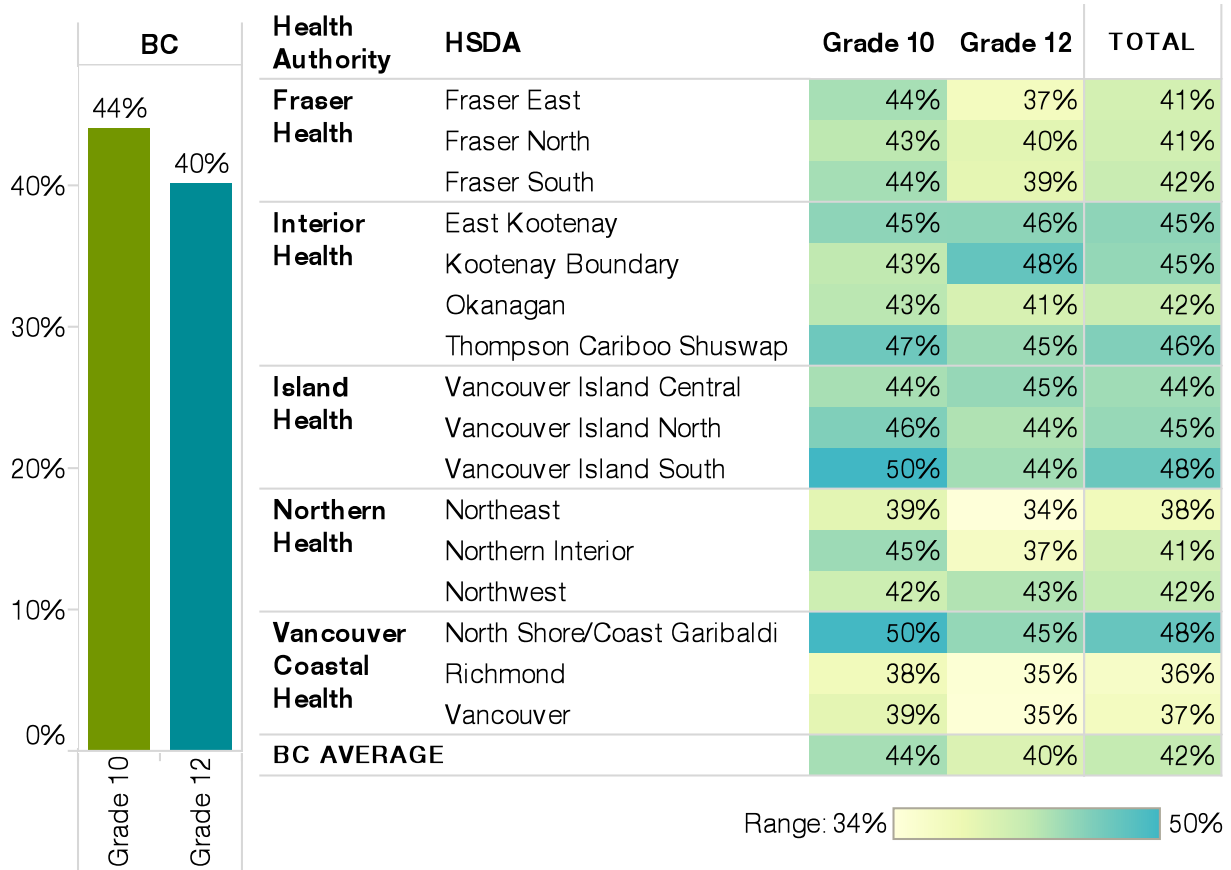 BC
44%
40%
40%
30%
20%
10%
0%
Grade 10
Grade 12
Health Authority HSDA Grade 10 Grade 12 TOTAL
Fraser Health
Fraser East 44% 37% 41%
Fraser North 43% 40% 41%
Fraser South 44% 39% 42%
Interior Health
East Kootenay 45% 46% 45%
Kootenay Boundary 43% 48% 45%
Okanagan 43% 41% 42%
Thompson Cariboo Shuswap 47% 45% 46%
Island Health
Vancouver Island Central 44% 45% 44%
Vancouver Island North 46% 44% 45%
Vancouver Island South 50% 44% 48%
Northern Health
Northeast 39% 34% 38%
Northern Interior 45% 37% 41%
Northwest 42% 43% 42%
Vancouver Coastal Health
North Shore/Coast Garibaldi 50% 45% 48%
Richmond 38% 35% 36%
Vancouver 39% 35% 37%
BC AVERAGE 44% 40% 42%
Range: 34% 50%